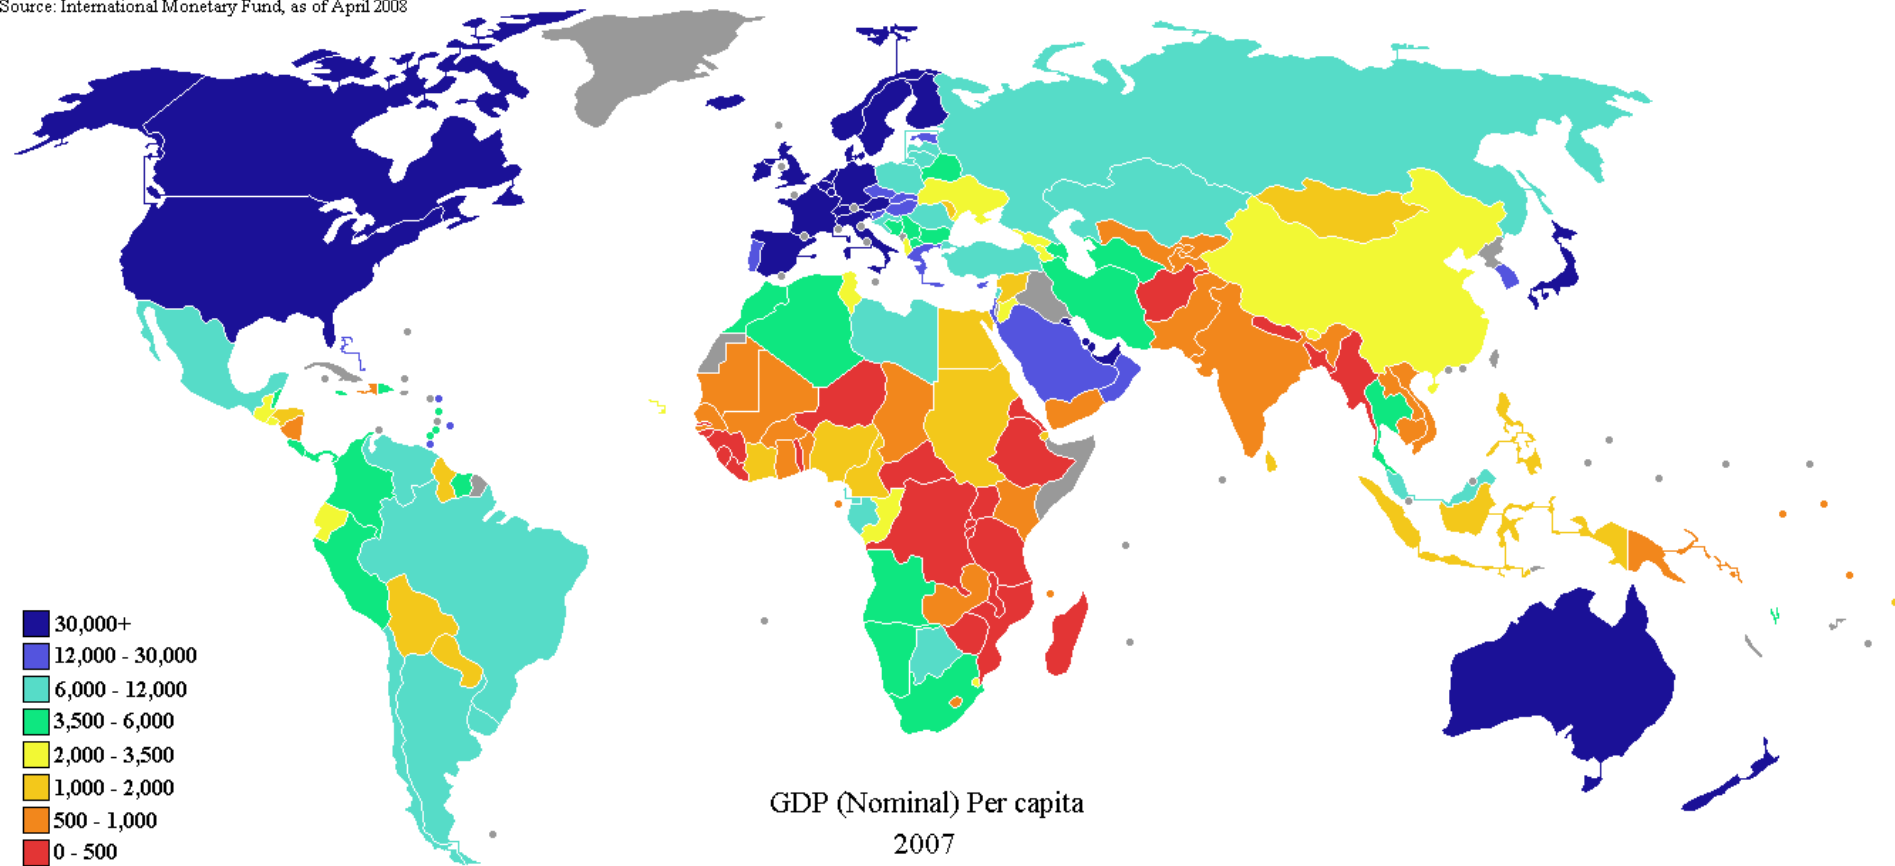 Source: International Monetary Fund, as of April 2008
30,000+
12,000 - 30,000
6,000 - 12,000
3,500 - 6,000
2,000 - 3,500
1,000 - 2,000
500 - 1,000
0 - 500
GDP (Nominal) Per capita
2007